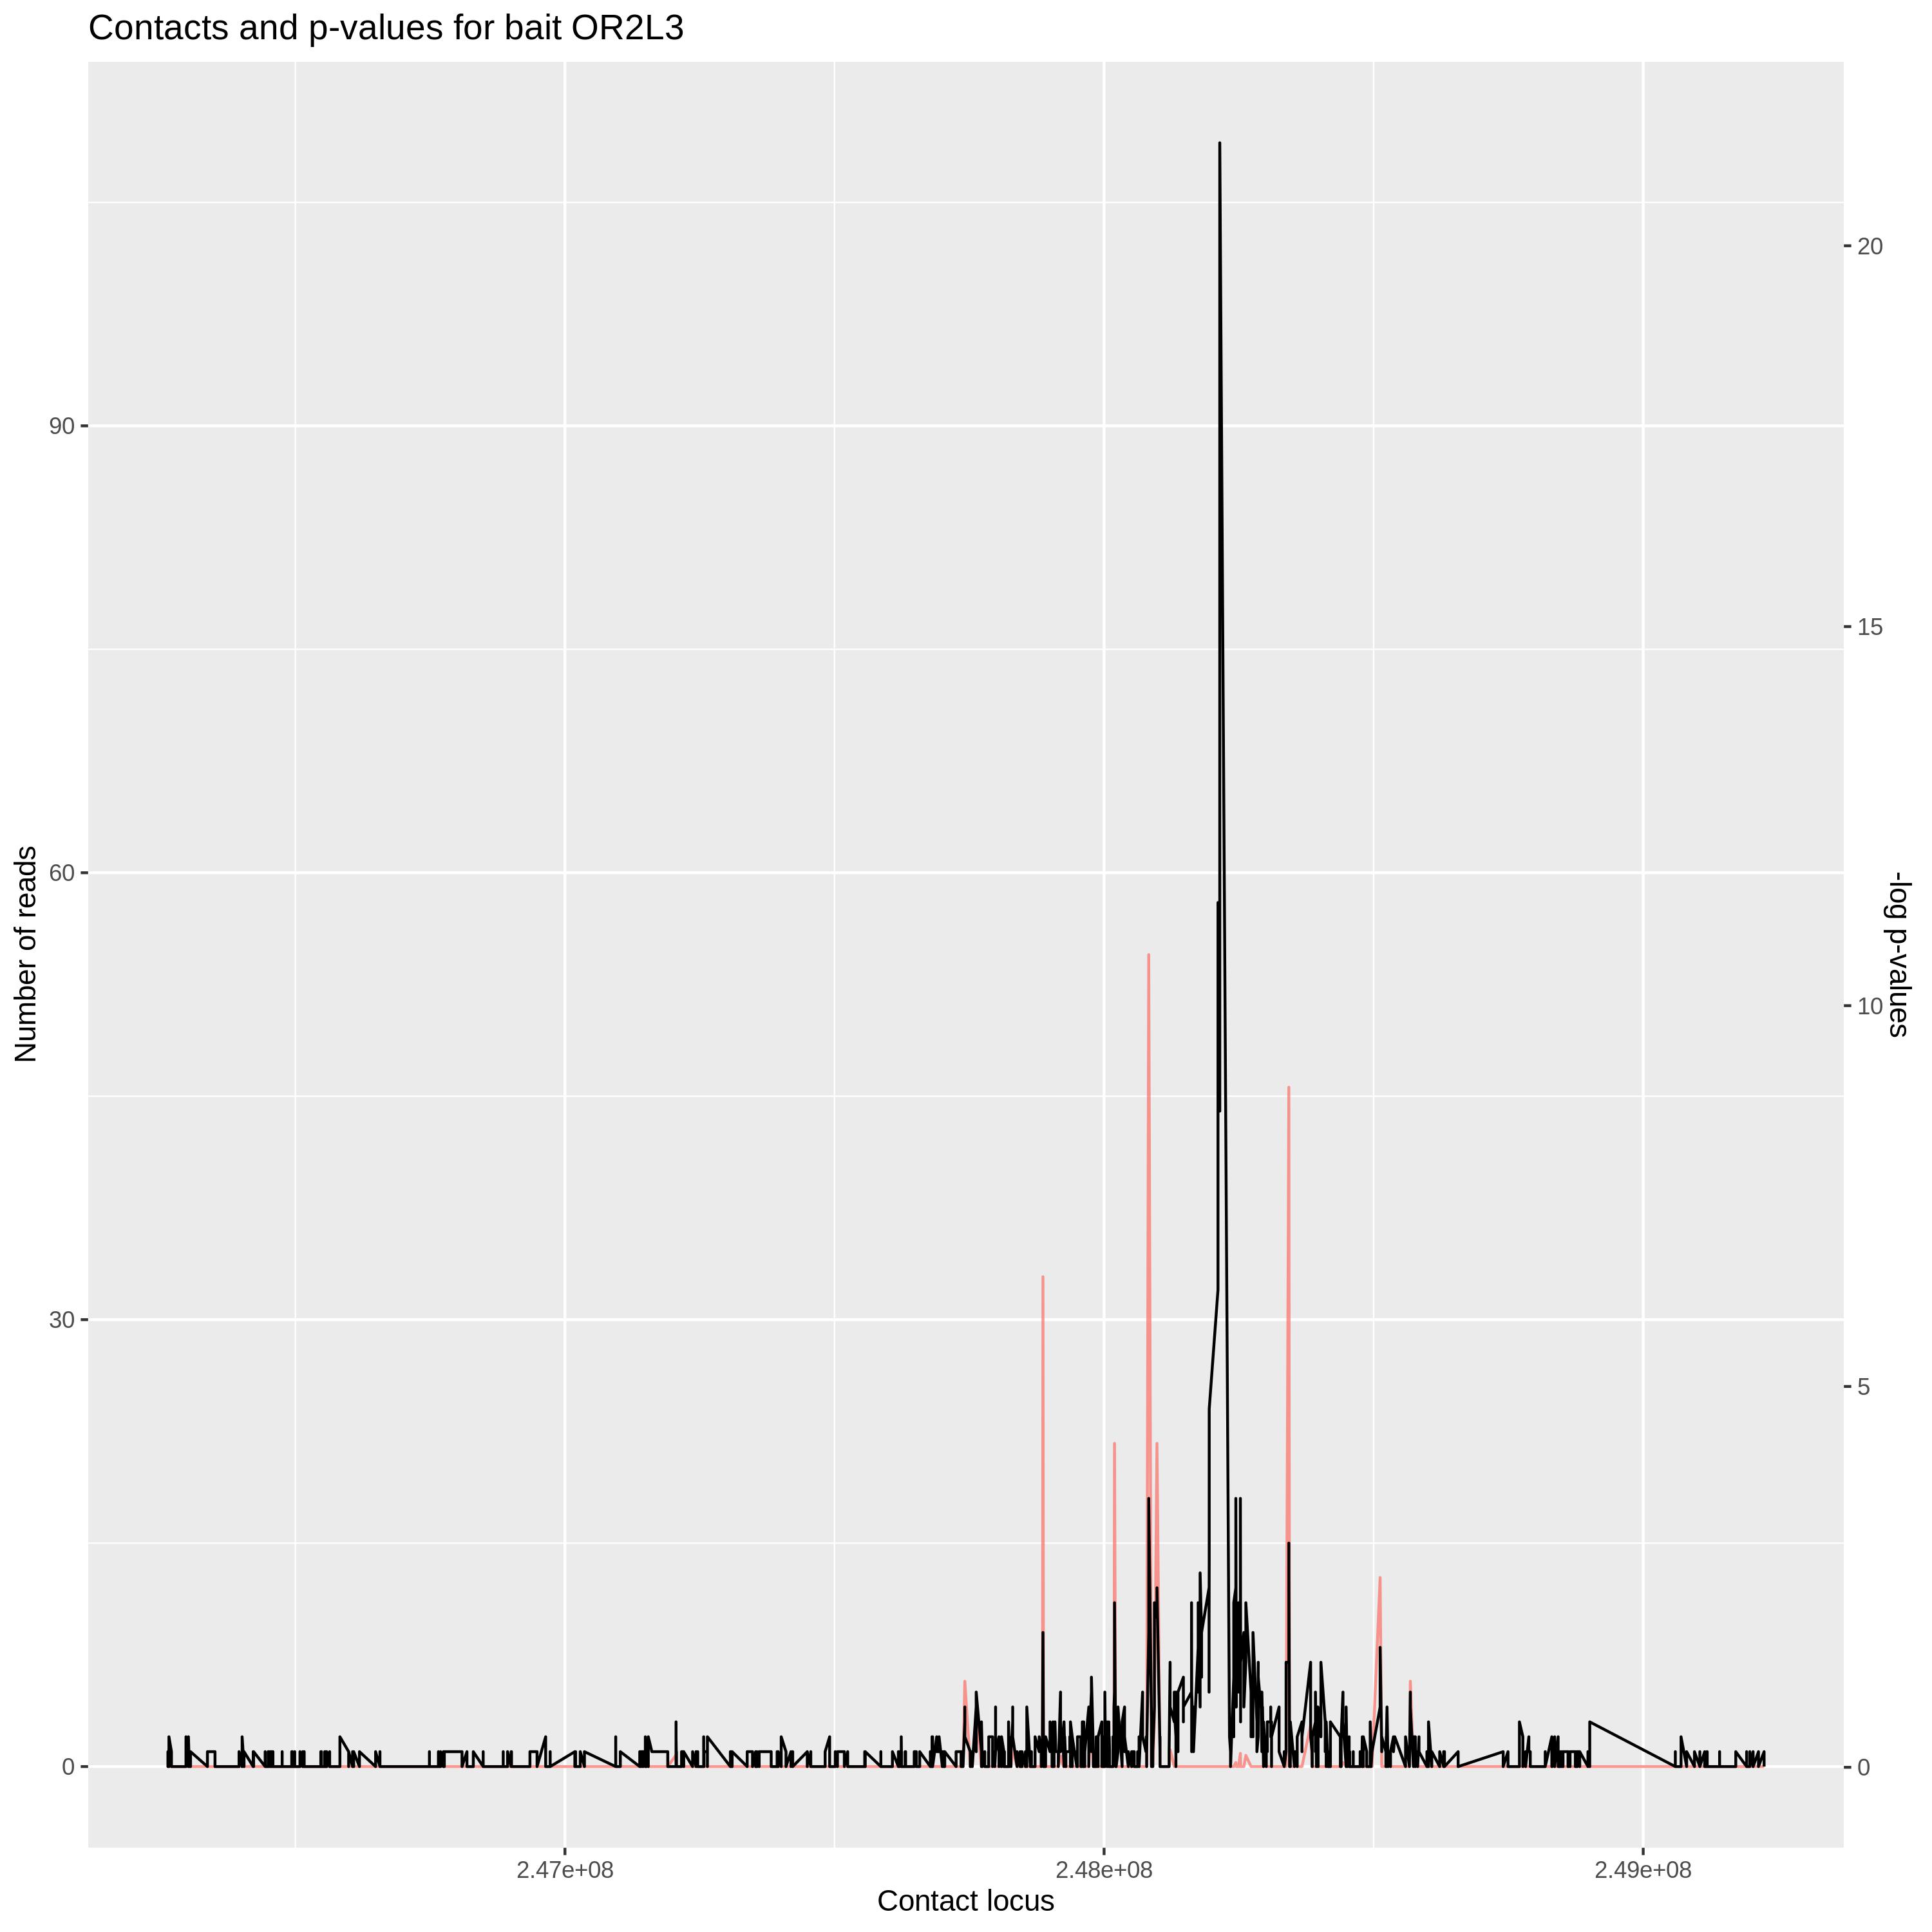 Contacts and p-values for bait OR2L3
Number of reads
90
60
30
0
20
15
10
5
0
-log p-values
2.47e+08
2.48e+08
2.49e+08
Contact locus